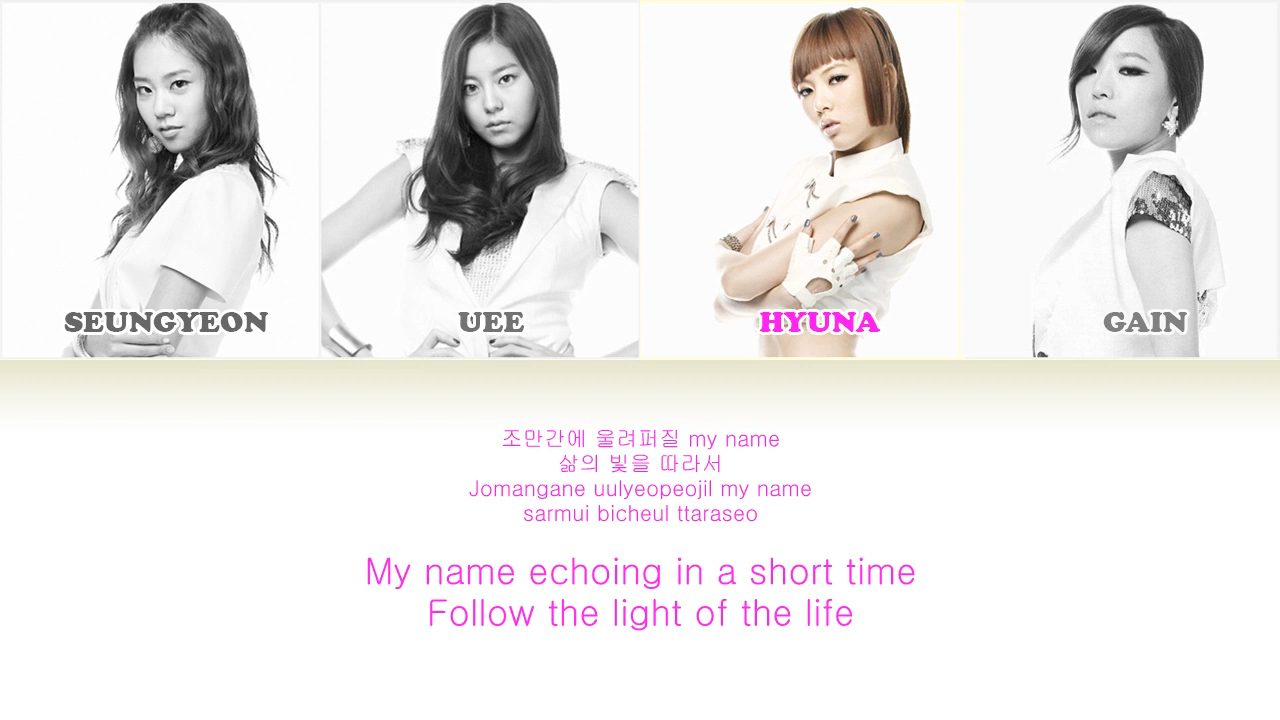 SEUNGYEON
UEE
HYUNA
GAIN
조만간에 울려퍼질 my name
삶의 빛을 따라서
Jomangane uulyeopeojil my name
sarmui bicheul ttaraseo
My name echoing in a short time
Follow the light of the life